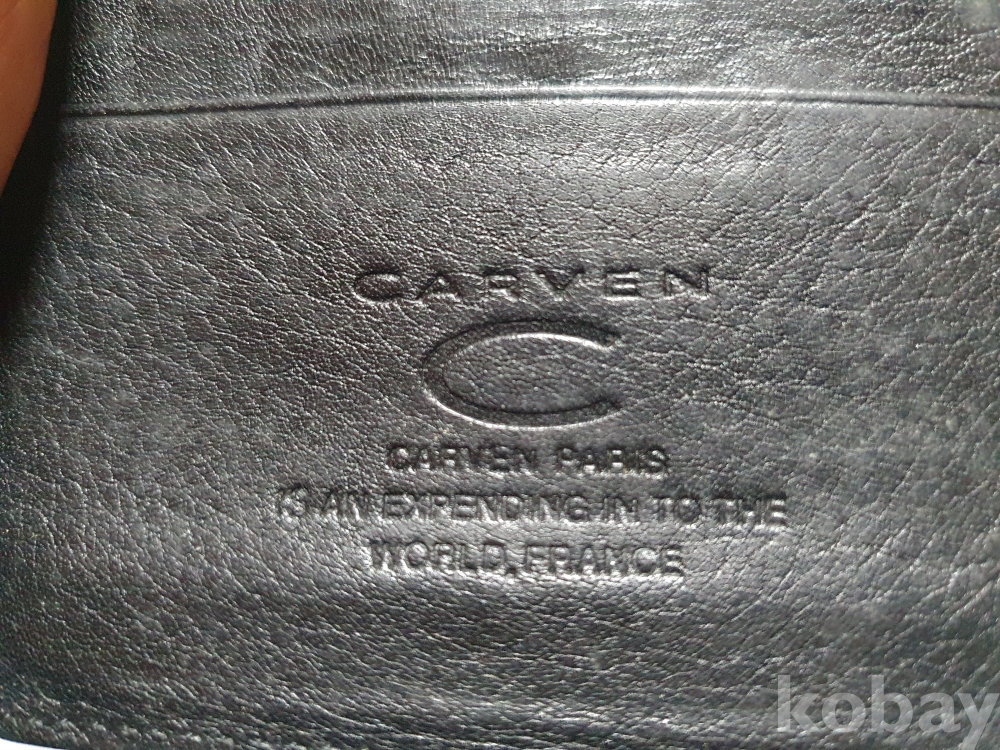 CARVEN
C
CARVEN PARIS
IS AN EXPENDING IN TO THE
WORLD, FRANCE
kobay